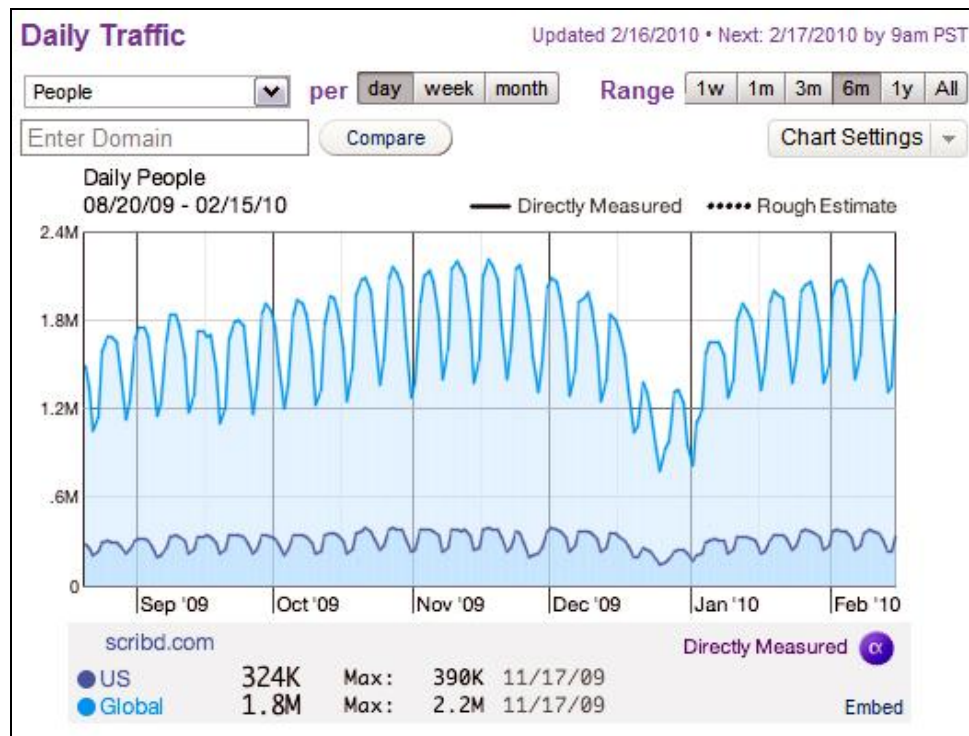 Daily Traffic Updated 2/16/2010 • Next: 2/17/2010 by 9am PST
People per day week month Range 1w 1m 3m 6m 1y All
Enter Domain Compare Chart Settings
Daily People
08/20/09 - 02/15/10 Directly Measured Rough Estimate
2.4M
1.8M
1.2M
.6M
0
Sep '09 Oct '09 Nov '09 Dec '09 Jan '10 Feb '10
scribd.com Directly Measured α
US 324K Max: 390K 11/17/09
Global 1.8M Max: 2.2M 11/17/09 Embed